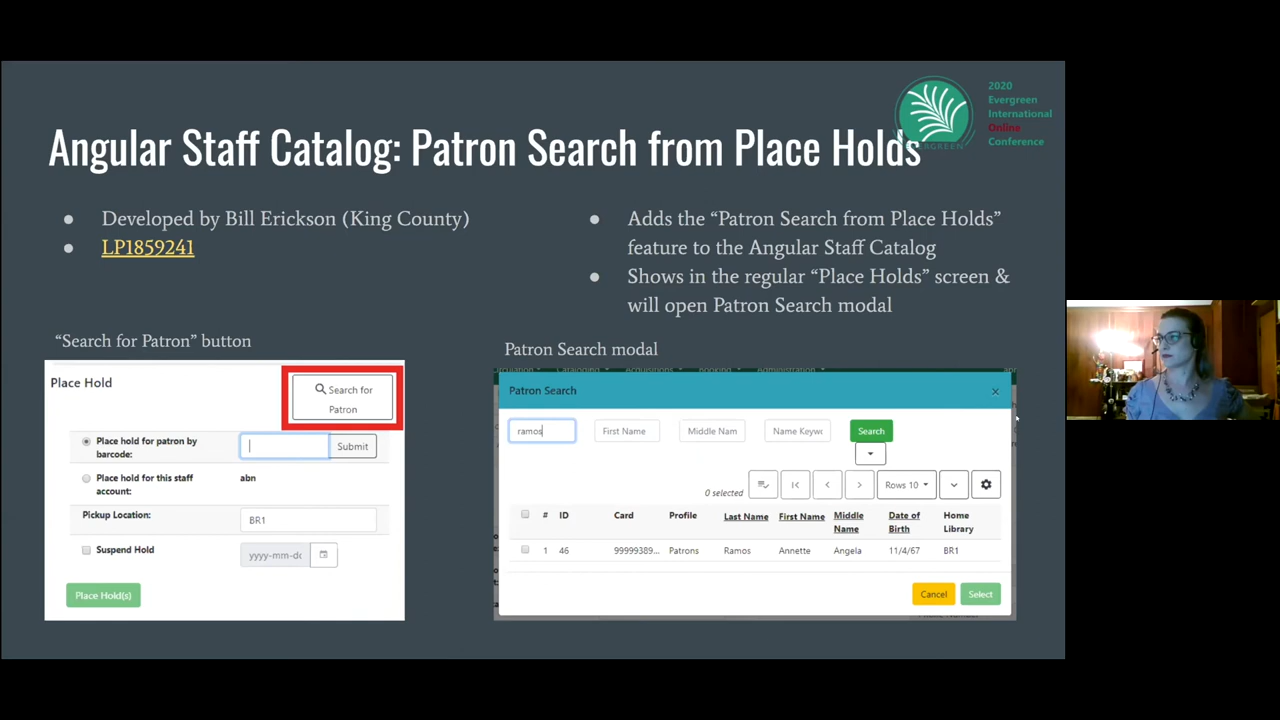 2020
Evergreen
International
Online
Conference
EVERGREEN
Angular Staff Catalog: Patron Search from Place Holds
● Developed by Bill Erickson (King County)
● LP1859241
● Adds the “Patron Search from Place Holds”
feature to the Angular Staff Catalog
● Shows in the regular “Place Holds” screen &
will open Patron Search modal
“Search for Patron” button
Place Hold
Search for
Patron
Place hold for patron by
barcode:
Submit
Place hold for this staff
account:
abn
Pickup Location:
BR1
Suspend Hold
yyyy-mm-dd
Place Hold(s)
Patron Search modal
Patron Search ×
ramos First Name Middle Nam Name Keywo Search
0 selected Rows 10
# ID Card Profile Last Name First Name Middle Name Date of Birth Home Library
1 46 99999389... Patrons Ramos Annette Angela 11/4/67 BR1
Cancel Select